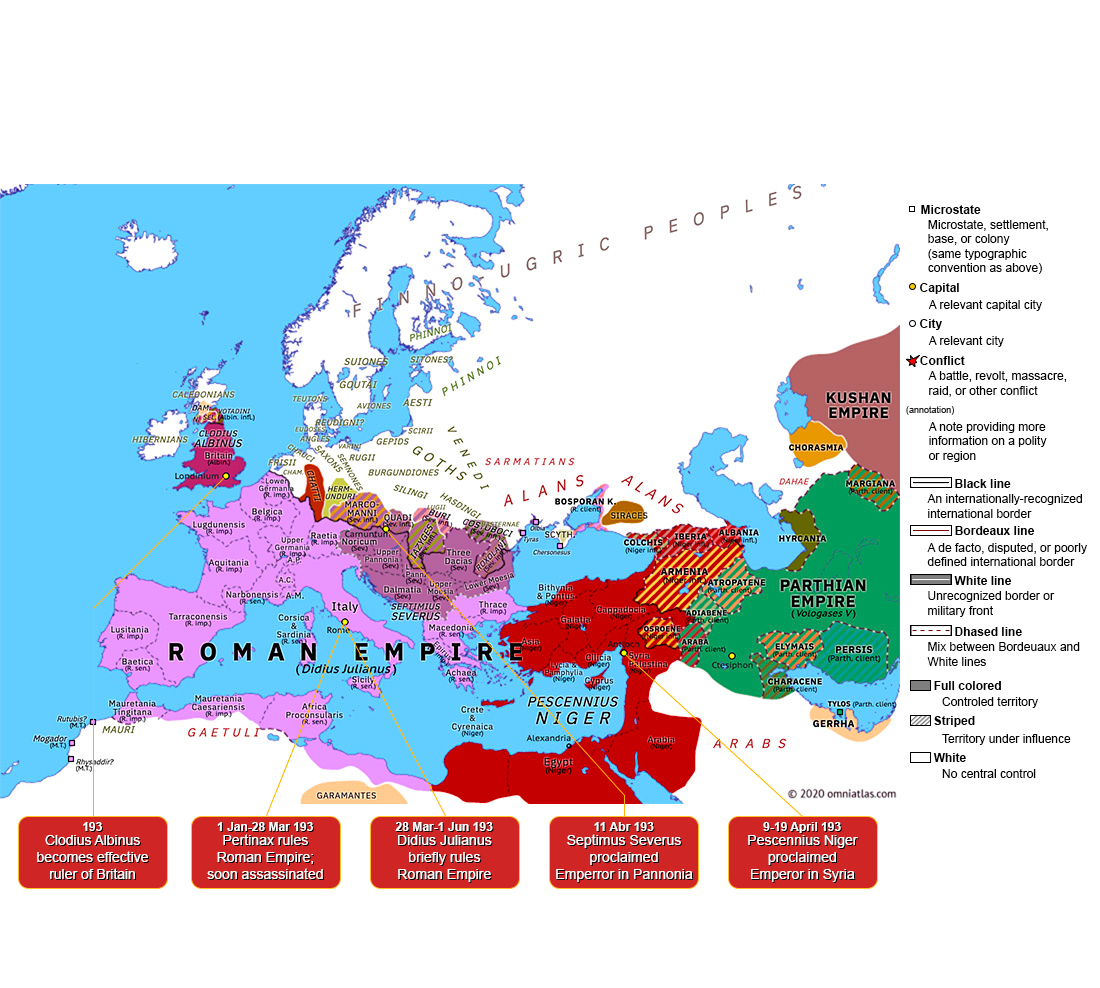 FINNO-UGRIC PEOPLES
PHINNOI
SUIONES
SITONES?
PHINNOI
GOUTAI
TEUTONS
AVIONES
AESTI
CALEDONIANS
VOTADINI
(Albin. infl.)
HIBERNIANS
CLODIUS
ALBINUS
Britain
(Albin.)
Londinium
REUDIGNI?
EUDOSES
ANGLES
VARINI
SCIRII
GEPIDS
VENEDI
GOTHS
SAXONS
SEMNONES
RUGII
BURGUNDIONES
FRISII
CHAUCI
CHAM.
CHATTI
SILINGI
HASDINGI
LUGII
SARMATIANS
ALANS
ALANS
KUSHAN
EMPIRE
CHORASMIA
DAHAE
MARGIANA
(Parth. client)
HYRCANIA
PARTHIAN
EMPIRE
(Vologases V)
BOSPORAN K.
(R. client)
SIRACES
SCYTH.
Olbia
Tyras
Chersonesus
COLCHIS
(Niger infl.)
IBERIA
(Niger infl.)
ALBANIA
(Niger infl.)
ARMENIA
(Niger infl.)
ATROPATENE
(Parth. client)
ADIABENE
(Parth. client)
OSROENE
ARABA
(Parth. client)
ELYMAIS
(Parth. client)
PERSIS
(Parth. client)
CHARACENE
(Parth. client)
TYLOS (Parth. client)
GERRHA
Ctesiphon
HERM-
UNDURI
MARCO-
MANNI
(Sev. infl.)
QUADI
(Sev. infl.)
BURI
(Sev. infl.)
COSTOBOCI
IAZYGES
ROXOLANI
Lower
Germania
(R. imp.)
Belgica
(R. imp.)
Lugdunensis
(R. imp.)
Upper
Germania
(R. imp.)
Raetia
(R. imp.)
Carnuntum
Noricum
(Sev.)
Upper
Pannonia
(Sev.)
Three
Dacias
(Sev.)
Aquitania
(R. imp.)
A.P.
A.C.
A.M.
Narbonensis
(R. sen.)
Dalmatia
(Sev.)
Upper
Moesia
(Sev.)
Lower Moesia
(Sev.)
SEPTIMIUS
SEVERUS
Thrace
(R. imp.)
Macedonia
(R. sen.)
Achaea
(R. sen.)
Italy
Rome
Corsica
&
Sardinia
(R. sen.)
Sicily
(R. sen.)
Tarraconensis
(R. imp.)
Lusitania
(R. imp.)
Baetica
(R. sen.)
ROMAN EMPIRE
(Didius Julianus)
Mauretania
Tingitana
(R. imp.)
Mauretania
Caesariensis
(R. imp.)
Africa
Proconsularis
(R. sen.)
Rutubis?
(M.T.)
Mogador
(M.T.)
Rhysaddir?
(M.T.)
MAURI
GAETULI
GARAMANTES
Bithynia
& Pontus
(Niger)
Galatia
(Niger)
Cappadocia
(Niger)
Asia
(Niger)
Lycia &
Pamphylia
(Niger)
Cilicia
(Niger)
Antioch
Syria
Palaestina
(Niger)
Cyprus
(Niger)
PESCENNIUS
NIGER
Crete
&
Cyrenaica
(Niger)
Alexandria
Egypt
(Niger)
Arabia
(Niger)
ARABS
© 2020 omniatlas.com
Microstate
Microstate, settlement,
base, or colony
(same typographic
convention as above)
Capital
A relevant capital city
City
A relevant city
Conflict
A battle, revolt, massacre,
raid, or other conflict
(annotation)
A note providing more
information on a polity
or region
Black line
An internationally-recognized
international border
Bordeaux line
A de facto, disputed, or poorly
defined international border
White line
Unrecognized border or
military front
Dhased line
Mix between Bordeuaux and
White lines
Full colored
Controled territory
Striped
Territory under influence
White
No central control
193
Clodius Albinus
becomes effective
ruler of Britain
1 Jan-28 Mar 193
Pertinax rules
Roman Empire;
soon assassinated
28 Mar-1 Jun 193
Didius Julianus
briefly rules
Roman Empire
11 Abr 193
Septimus Severus
proclaimed
Emperror in Pannonia
9-19 April 193
Pescennius Niger
proclaimed
Emperor in Syria